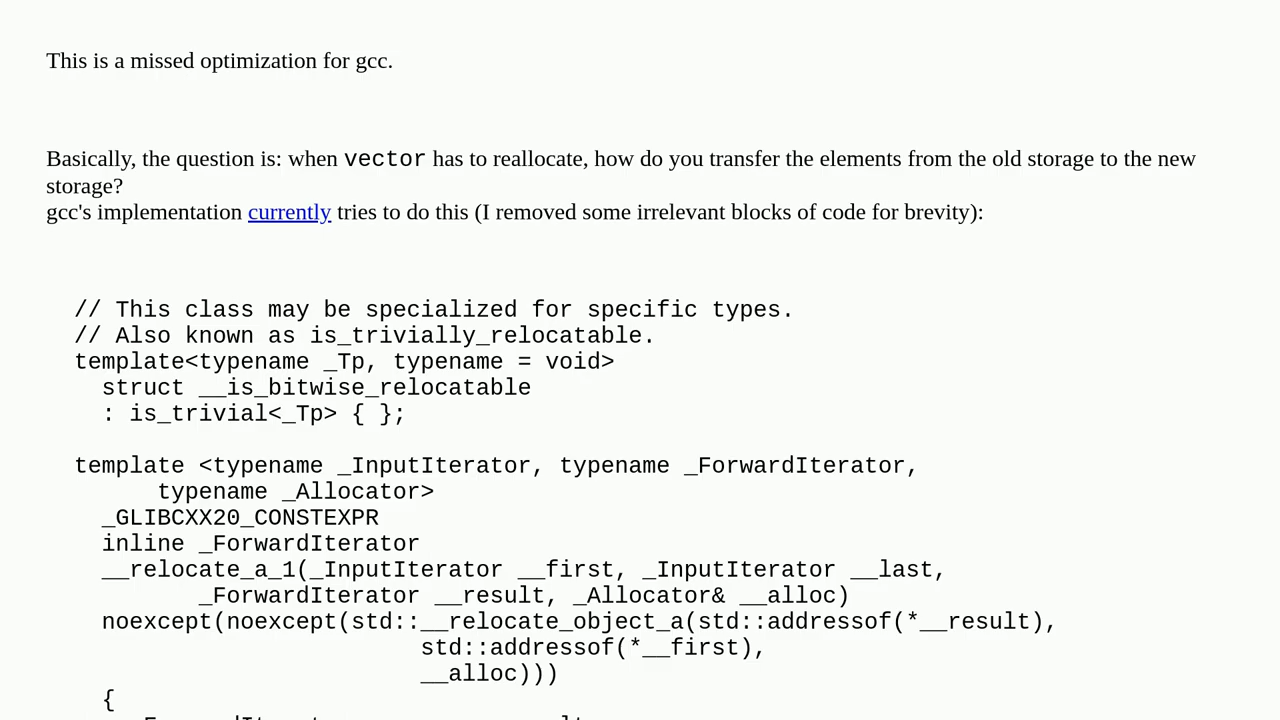 This is a missed optimization for gcc.
Basically, the question is: when vector has to reallocate, how do you transfer the elements from the old storage to the new
storage?
gcc's implementation currently tries to do this (I removed some irrelevant blocks of code for brevity):
// This class may be specialized for specific types.
// Also known as is_trivially_relocatable.
template<typename _Tp, typename = void>
  struct __is_bitwise_relocatable
  : is_trivial<_Tp> { };
template <typename _InputIterator, typename _ForwardIterator,
      typename _Allocator>
  _GLIBCXX20_CONSTEXPR
  inline _ForwardIterator
  __relocate_a_1(_InputIterator __first, _InputIterator __last,
         _ForwardIterator __result, _Allocator& __alloc)
  noexcept(noexcept(std::__relocate_object_a(std::addressof(*__result),
                         std::addressof(*__first),
                         __alloc)))
  {